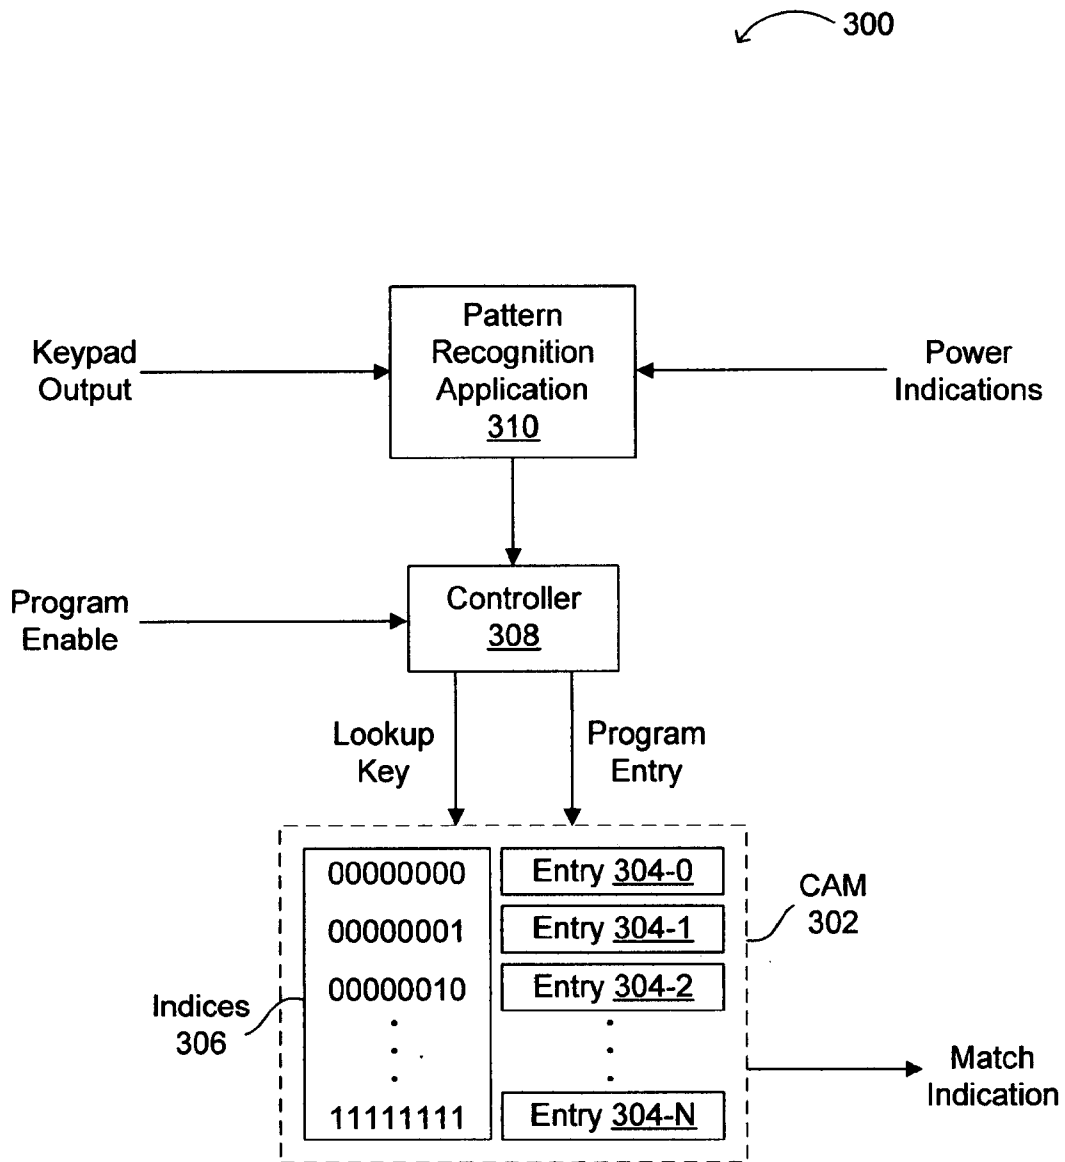 300
Pattern
Recognition
Application
310
Keypad
Output
Power
Indications
Controller
308
Program
Enable
Lookup
Key
Program
Entry
00000000
Entry 304-0
00000001
Entry 304-1
00000010
Entry 304-2
11111111
Entry 304-N
CAM
302
Indices
306
Match
Indication